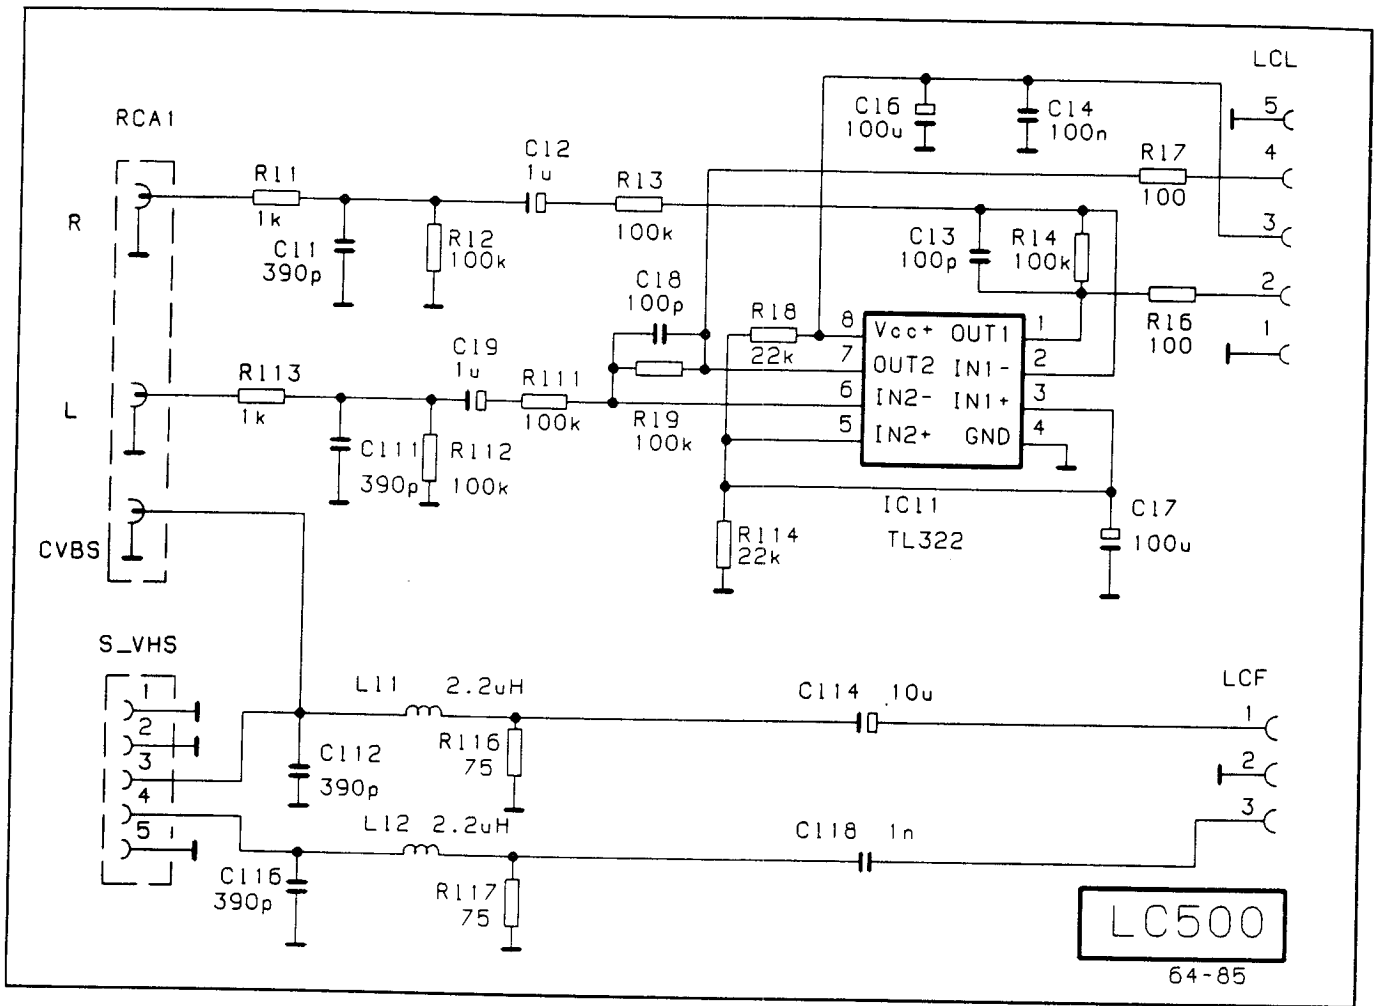 LCL
RCA1
C16
100u
C14
100n
5
R17
100
4
C12
1u
R11
1k
R13
100k
R
C11
390p
R12
100k
C13
100p
R14
100k
3
C18
100p
2
R16
100
1
R18
22k
8
7
6
5
Vcc+ OUT1
OUT2 IN1-
IN2- IN1+
IN2+ GND
1
2
3
4
C19
1u
R113
1k
R111
100k
R19
100k
L
C111
390p
R112
100k
IC11
TL322
C17
100u
R114
22k
CVBS
S_VHS
1
2
3
4
5
L11 2.2uH
C114 10u
LCF
1
2
3
R116
75
C112
390p
L12 2.2uH
C118 1n
C116
390p
R117
75
LC500
64-85